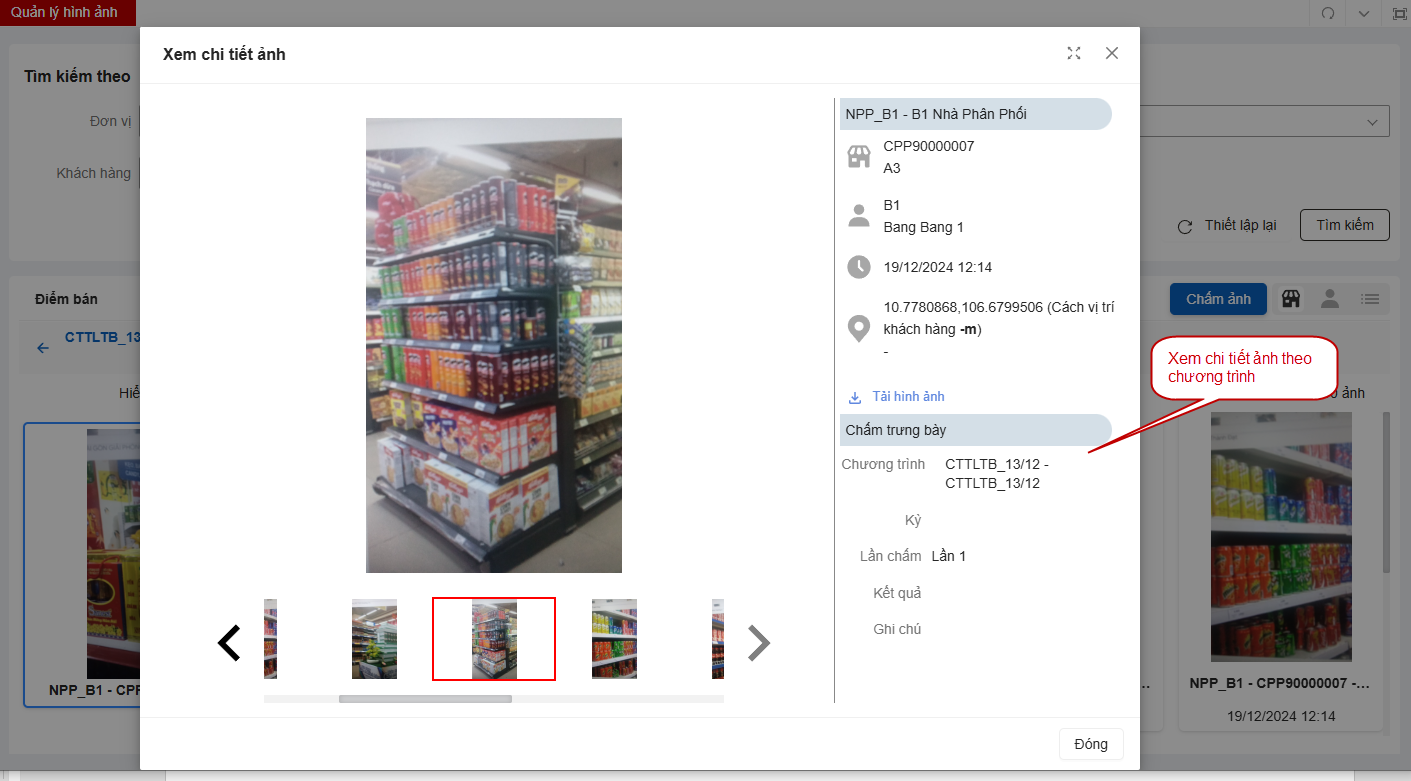 Quản lý hình ảnh
Xem chi tiết ảnh
Tìm kiếm theo
Đơn vị
Khách hàng
Thiết lập lại
Tìm kiếm
NPP_B1 - B1 Nhà Phân Phối
CPP90000007
A3
B1
Bang Bang 1
19/12/2024 12:14
10.7780868,106.6799506 (Cách vị trí
khách hàng -m)
-
Tải hình ảnh
Chấm trưng bày
Chương trình
CTTLTB_13/12 -
CTTLTB_13/12
Kỳ
Lần chấm Lần 1
Kết quả
Ghi chú
Đóng
Điểm bán
CTTLTB_13
NPP_B1 - CPP
Chấm ảnh
Xem chi tiết ảnh theo
chương trình
ảnh
NPP_B1 - CPP90000007 -...
19/12/2024 12:14